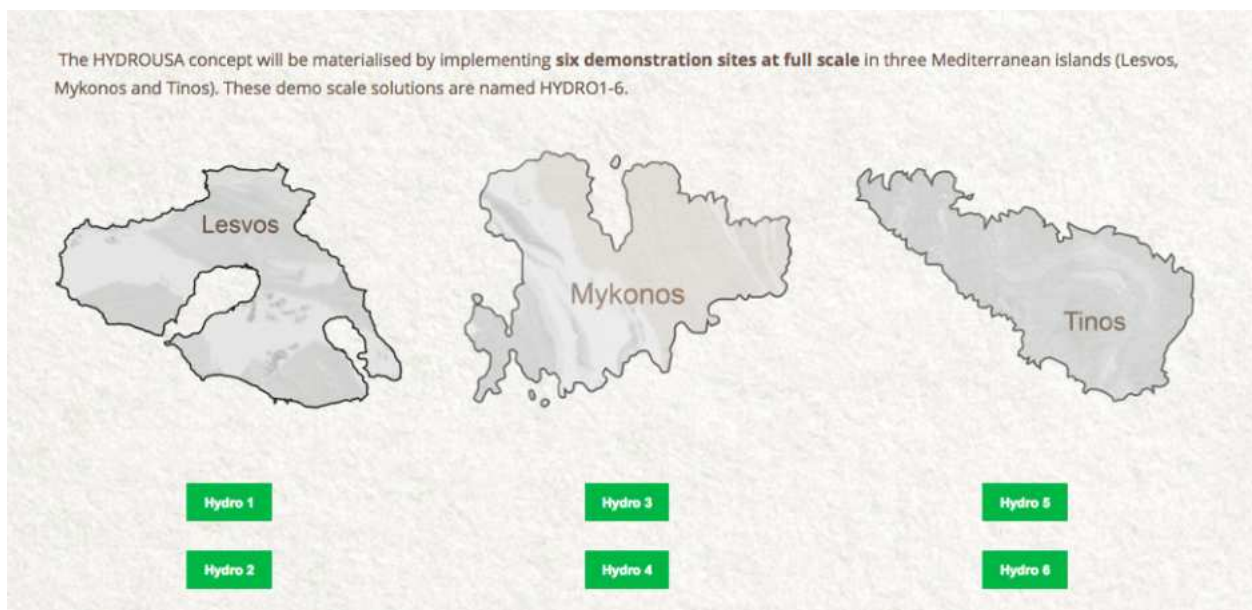 The HYDROUSA concept will be materialised by implementing six demonstration sites at full scale in three Mediterranean islands (Lesvos,
Mykonos and Tinos). These demo scale solutions are named HYDRO1-6.
Lesvos
Mykonos
Tinos
Hydro 1
Hydro 3
Hydro 5
Hydro 2
Hydro 4
Hydro 6